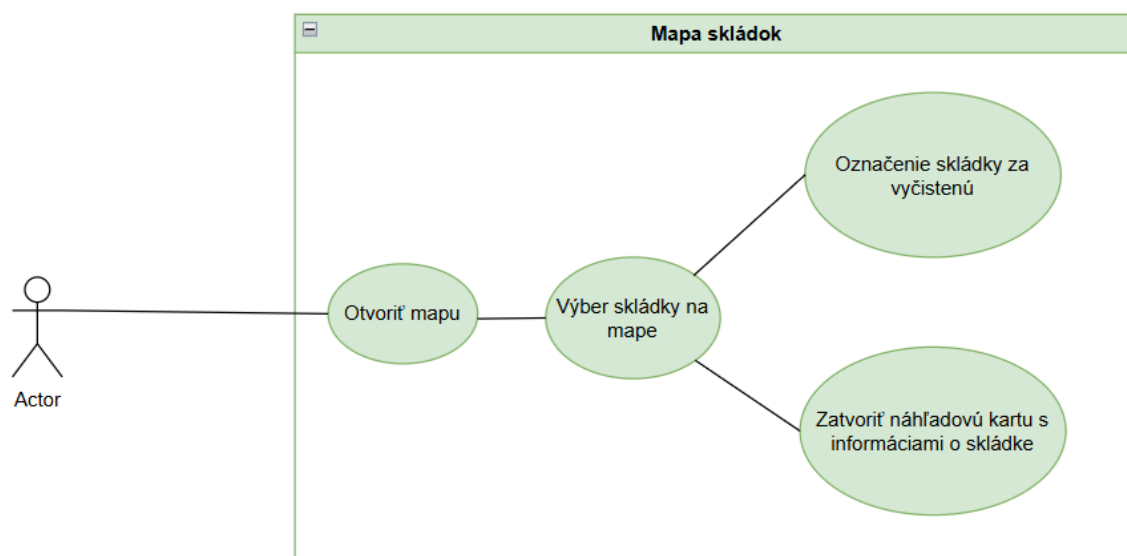 Mapa skládok
Označenie skládky za
vyčistenú
Otvoriť mapu
Výber skládky na
mape
Actor
Zatvoriť náhľadovú kartu s
informáciami o skládke